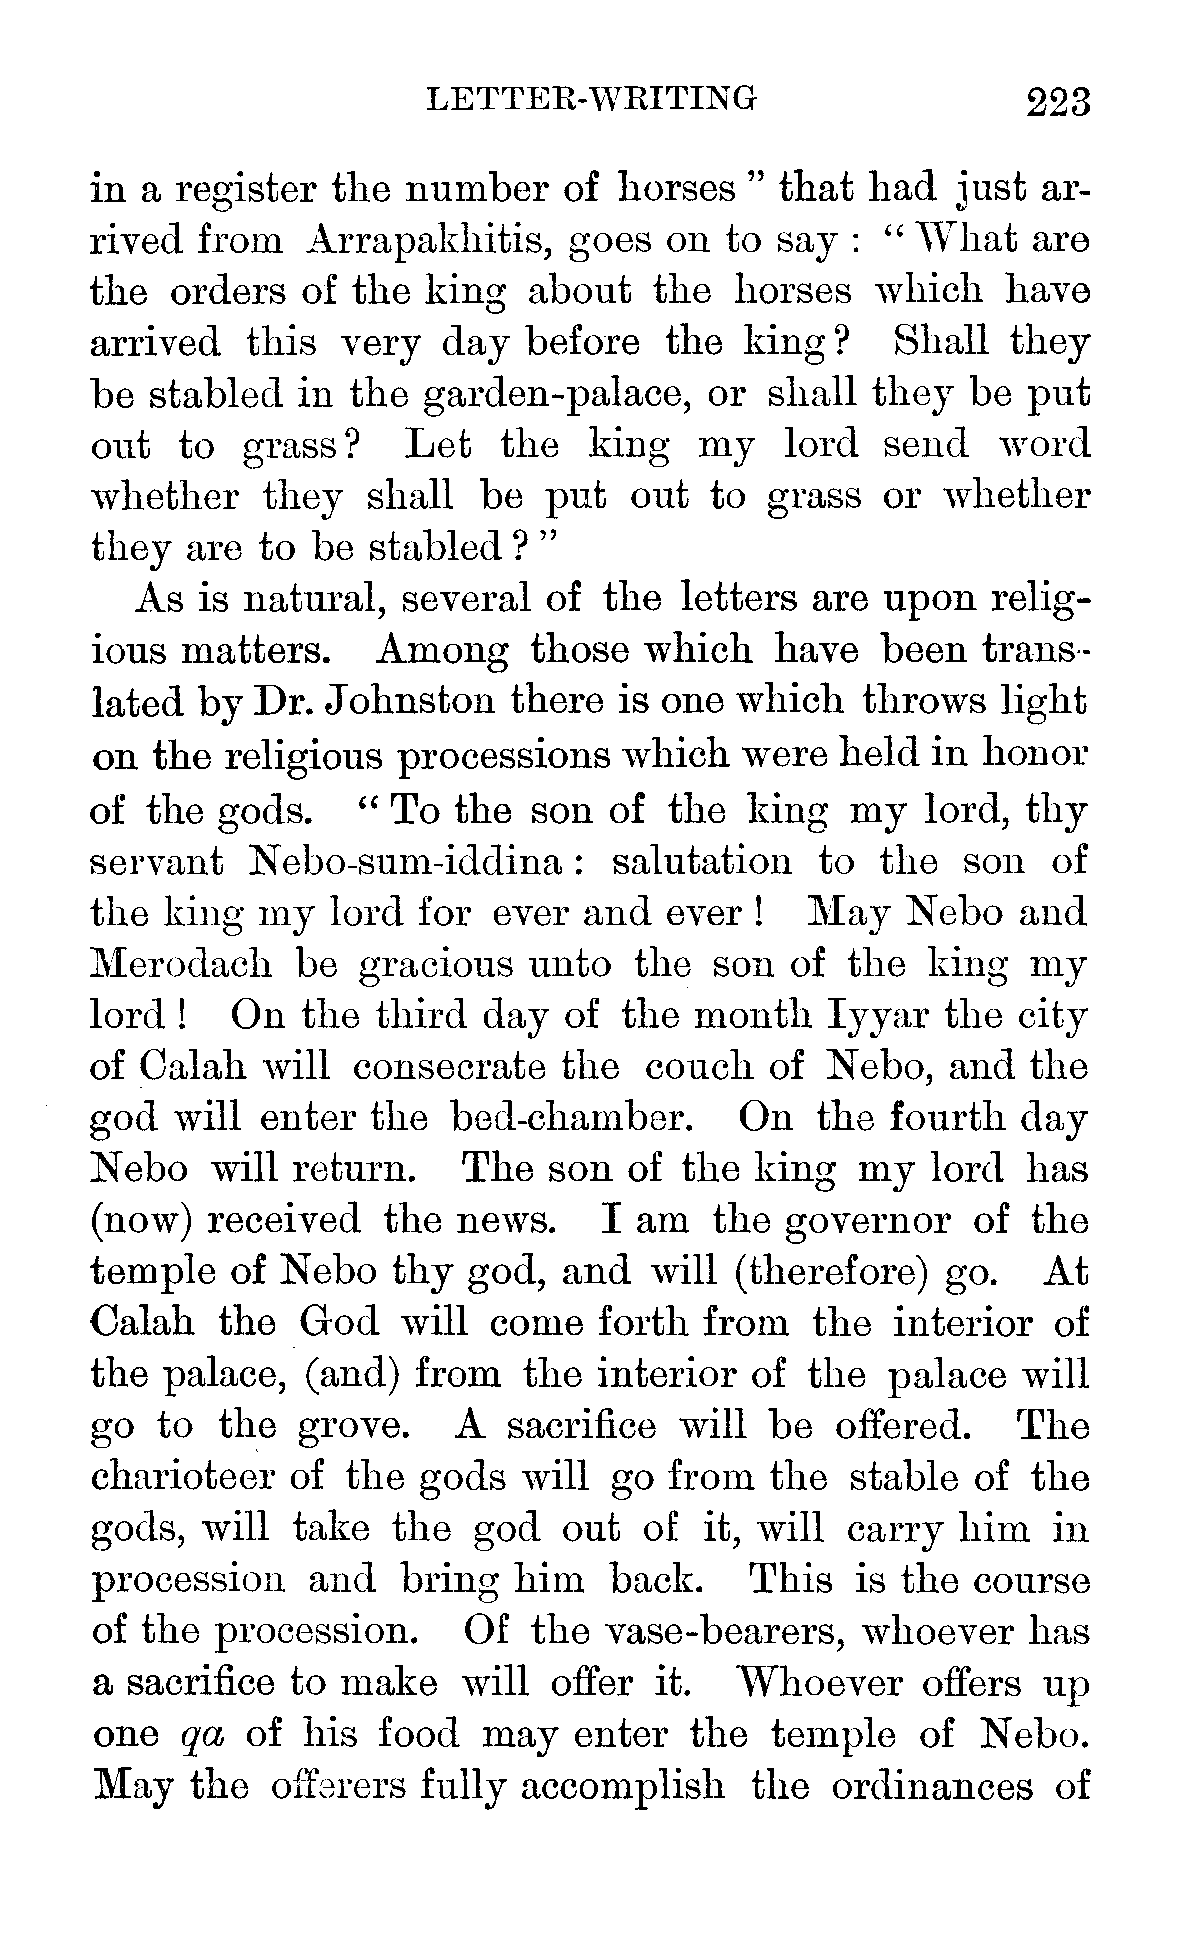 LETTER-WRITING 223
in a register the number of horses ” that had just ar-
rived from Arrapakhitis, goes on to say : “ What are
the orders of the king about the horses which have
arrived this very day before the king ? Shall they
be stabled in the garden-palace, or shall they be put
out to grass ? Let the king my lord send word
whether they shall be put out to grass or whether
they are to be stabled ? ”
As is natural, several of the letters are upon relig-
ious matters. Among those which have been trans-
lated by Dr. Johnston there is one which throws light
on the religious processions which were held in honor
of the gods. “ To the son of the king my lord, thy
servant Nebo-sum-iddina : salutation to the son of
the king my lord for ever and ever ! May Nebo and
Merodach be gracious unto the son of the king my
lord ! On the third day of the month Iyyar the city
of Calah will consecrate the couch of Nebo, and the
god will enter the bed-chamber. On the fourth day
Nebo will return. The son of the king my lord has
(now) received the news. I am the governor of the
temple of Nebo thy god, and will (therefore) go. At
Calah the God will come forth from the interior of
the palace, (and) from the interior of the palace will
go to the grove. A sacrifice will be offered. The
charioteer of the gods will go from the stable of the
gods, will take the god out of it, will carry him in
procession and bring him back. This is the course
of the procession. Of the vase-bearers, whoever has
a sacrifice to make will offer it. Whoever offers up
one qa of his food may enter the temple of Nebo.
May the offerers fully accomplish the ordinances of